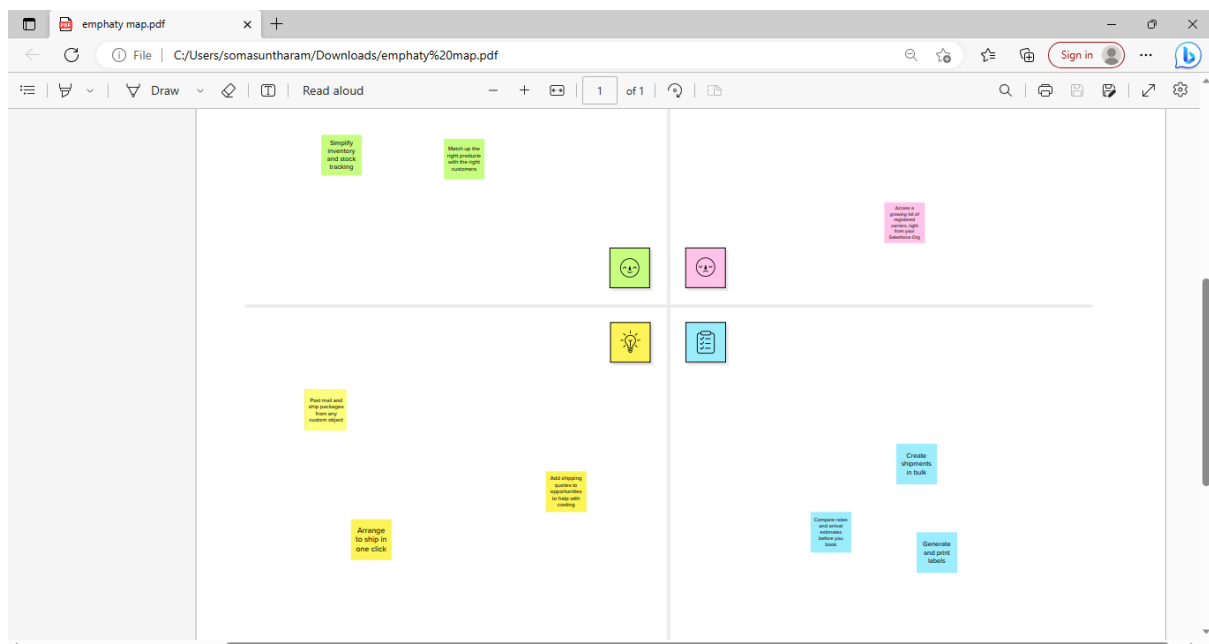 emphaty map.pdf
File
C:/Users/somasuntharam/Downloads/emphaty%20map.pdf
Sign in
Draw
Read aloud
1
of 1
Simplify
inventory
and stock
tracking
Match up the
right products
with the right
customers
Access a
growing list of
registered
carriers, right
from your
Salesforce Org
Post mail and
ship packages
from any
custom object
Add shipping
quotes to
opportunities
to help with
costing
Arrange
to ship in
one click
Create
shipments
in bulk
Compare rates
and arrival
estimates
before you
book
Generate
and print
labels